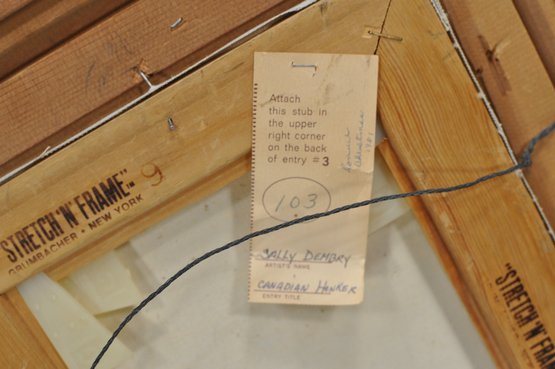 Attach
this stub in
the upper
right corner
on the back
of entry #3
103
SALLY DEMBRY
ARTIST'S NAME
CANADIAN HONKER
ENTRY TITLE
STRETCH "N" FRAME™ 9
GRUMBACHER • NEW YORK
"STRETCH "N" FRAME